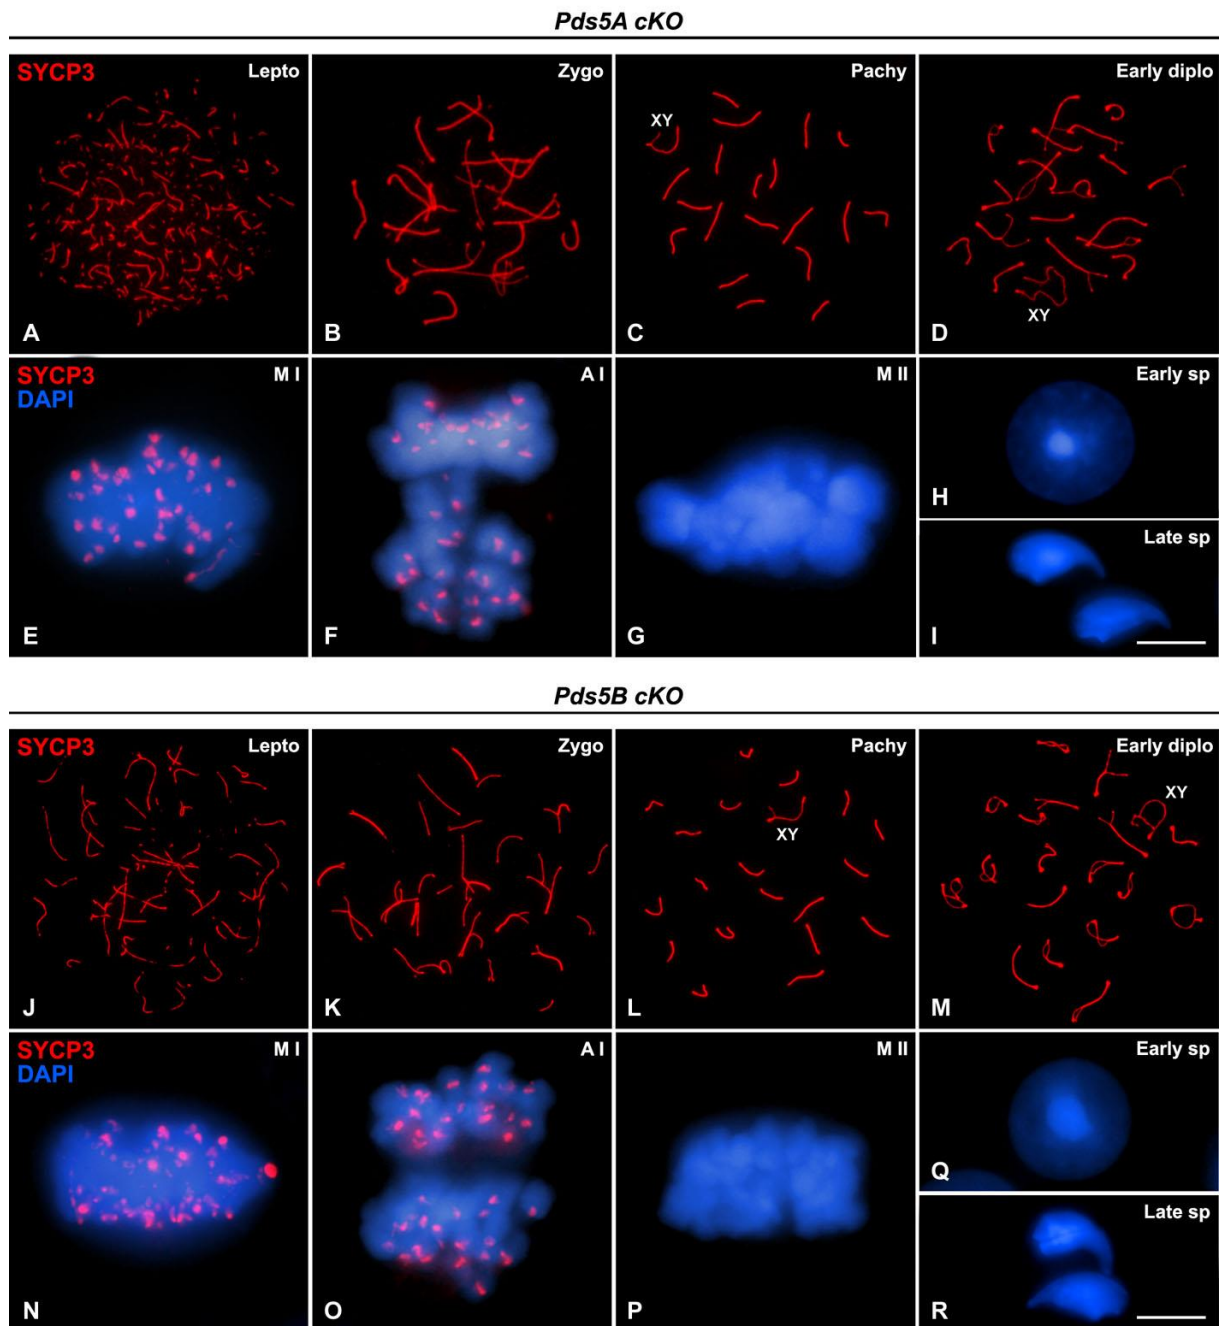 Pds5A cKO
SYCP3 Lepto
Zygo
Pachy
Early diplo
XY
XY
A
B
C
D
SYCP3
DAPI
M I
A I
M II
Early sp
H
Late sp
E
F
G
I
Pds5B cKO
SYCP3 Lepto
Zygo
Pachy
Early diplo
XY
XY
J
K
L
M
SYCP3
DAPI
M I
A I
M II
Early sp
Q
Late sp
N
O
P
R